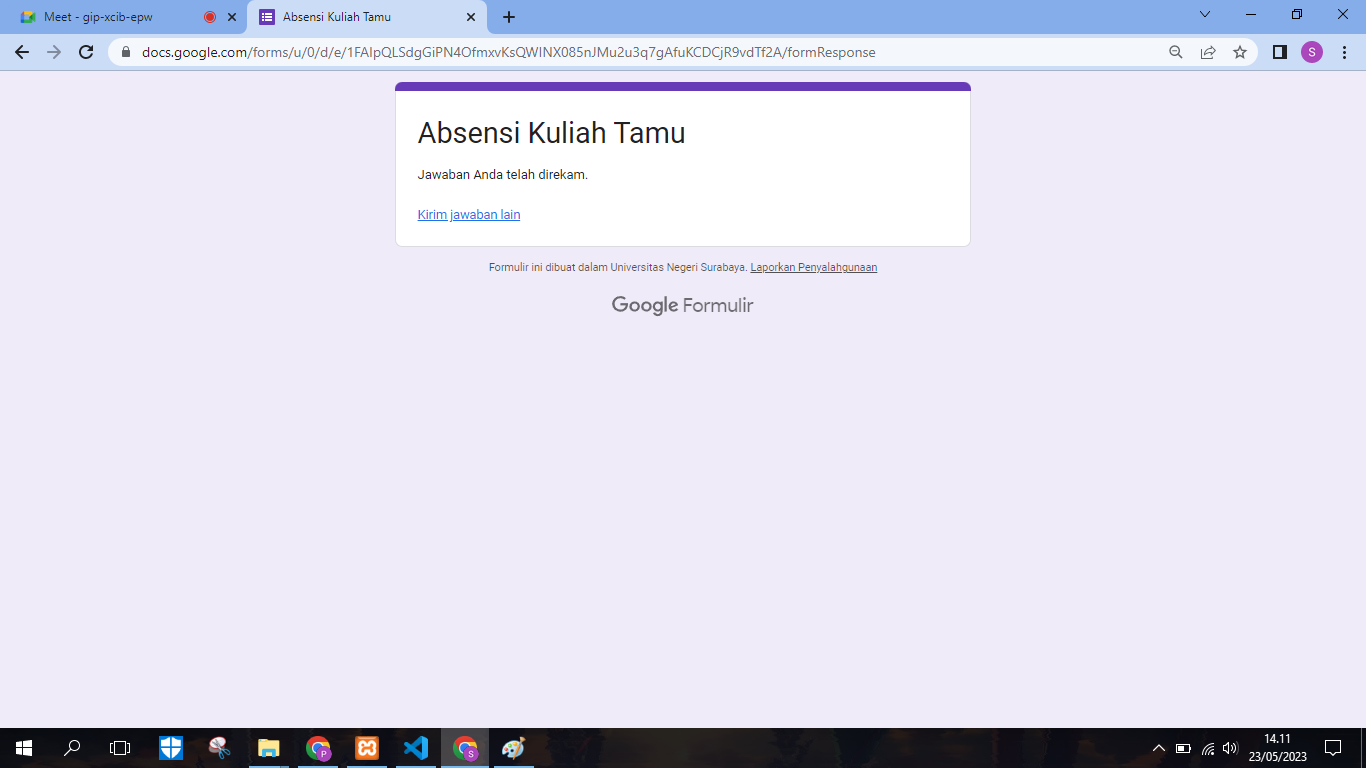 Meet - gip-xcib-epw
Absensi Kuliah Tamu
docs.google.com/forms/u/0/d/e/1FAIpQLSdgGiPN4OfmxvKsQWINX085nJMu2u3q7gAfuKCDCjR9vdTf2A/formResponse
S
Absensi Kuliah Tamu
Jawaban Anda telah direkam.
Kirim jawaban lain
Formulir ini dibuat dalam Universitas Negeri Surabaya. Laporkan Penyalahgunaan
Google Formulir
P
S
14.11
23/05/2023